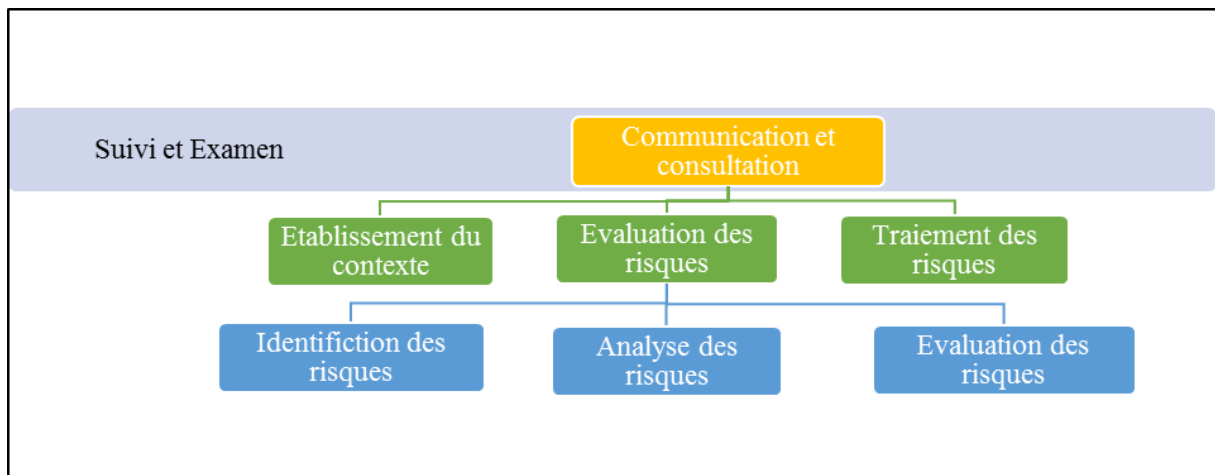 Suivi et Examen
Communication et
consultation
Etablissement du
contexte
Evaluation des
risques
Traiement des
risques
Identifiction des
risques
Analyse des
risques
Evaluation des
risques